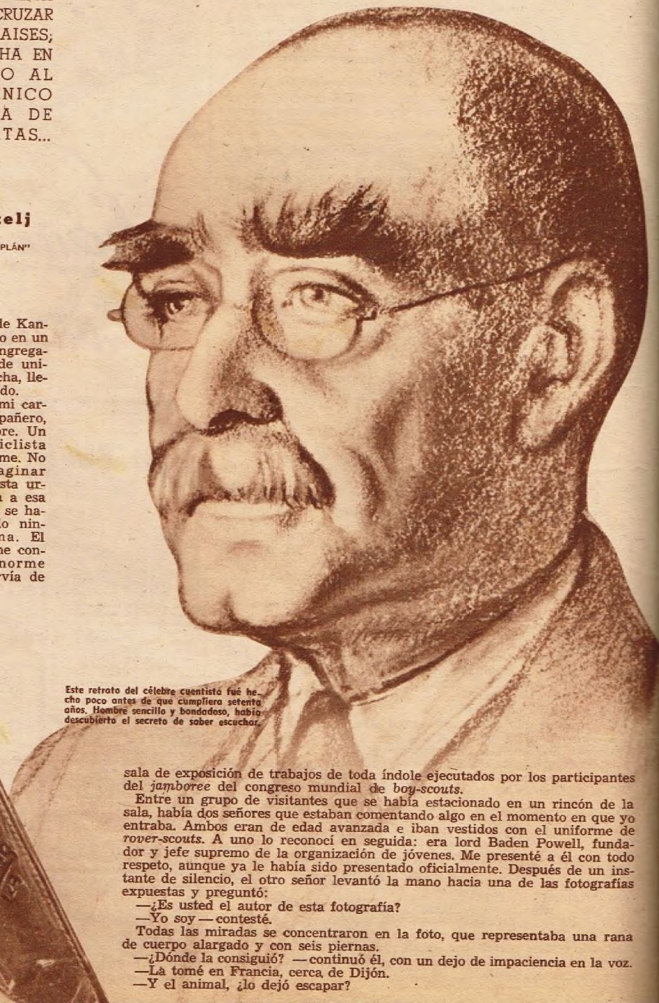 CRUZAR
AISES;
HA EN
O AL
NICO
A DE
TAS...
elj
PLÁN"
de Kan-
o en un
ngrega-
de uni-
cha, lle-
do.
mi car-
pañero,
bre. Un
iclista
me. No
aginar
sta ur-
a a esa
se ha-
o nin-
na. El
ne con-
norme
vía de
Este retrato del célebre cuentista fué he-
cho poco antes de que cumpliera setenta
años. Hombre sencillo y bondadoso, había
descubierto el secreto de saber escuchar.
sala de exposición de trabajos de toda índole ejecutados por los participantes
del jamboree del congreso mundial de boy-scouts.
Entre un grupo de visitantes que se había estacionado en un rincón de la
sala, había dos señores que estaban comentando algo en el momento en que yo
entraba. Ambos eran de edad avanzada e iban vestidos con el uniforme de
rover-scouts. A uno lo reconocí en seguida: era lord Baden Powell, funda-
dor y jefe supremo de la organización de jóvenes. Me presenté a él con todo
respeto, aunque ya le había sido presentado oficialmente. Después de un ins-
tante de silencio, el otro señor levantó la mano hacia una de las fotografías
expuestas y preguntó:
—¿Es usted el autor de esta fotografía?
—Yo soy — contesté.
Todas las miradas se concentraron en la foto, que representaba una rana
de cuerpo alargado y con seis piernas.
—¿Dónde la consiguió? — continuó él, con un dejo de impaciencia en la voz.
—La tomé en Francia, cerca de Dijón.
—Y el animal, ¿lo dejó escapar?